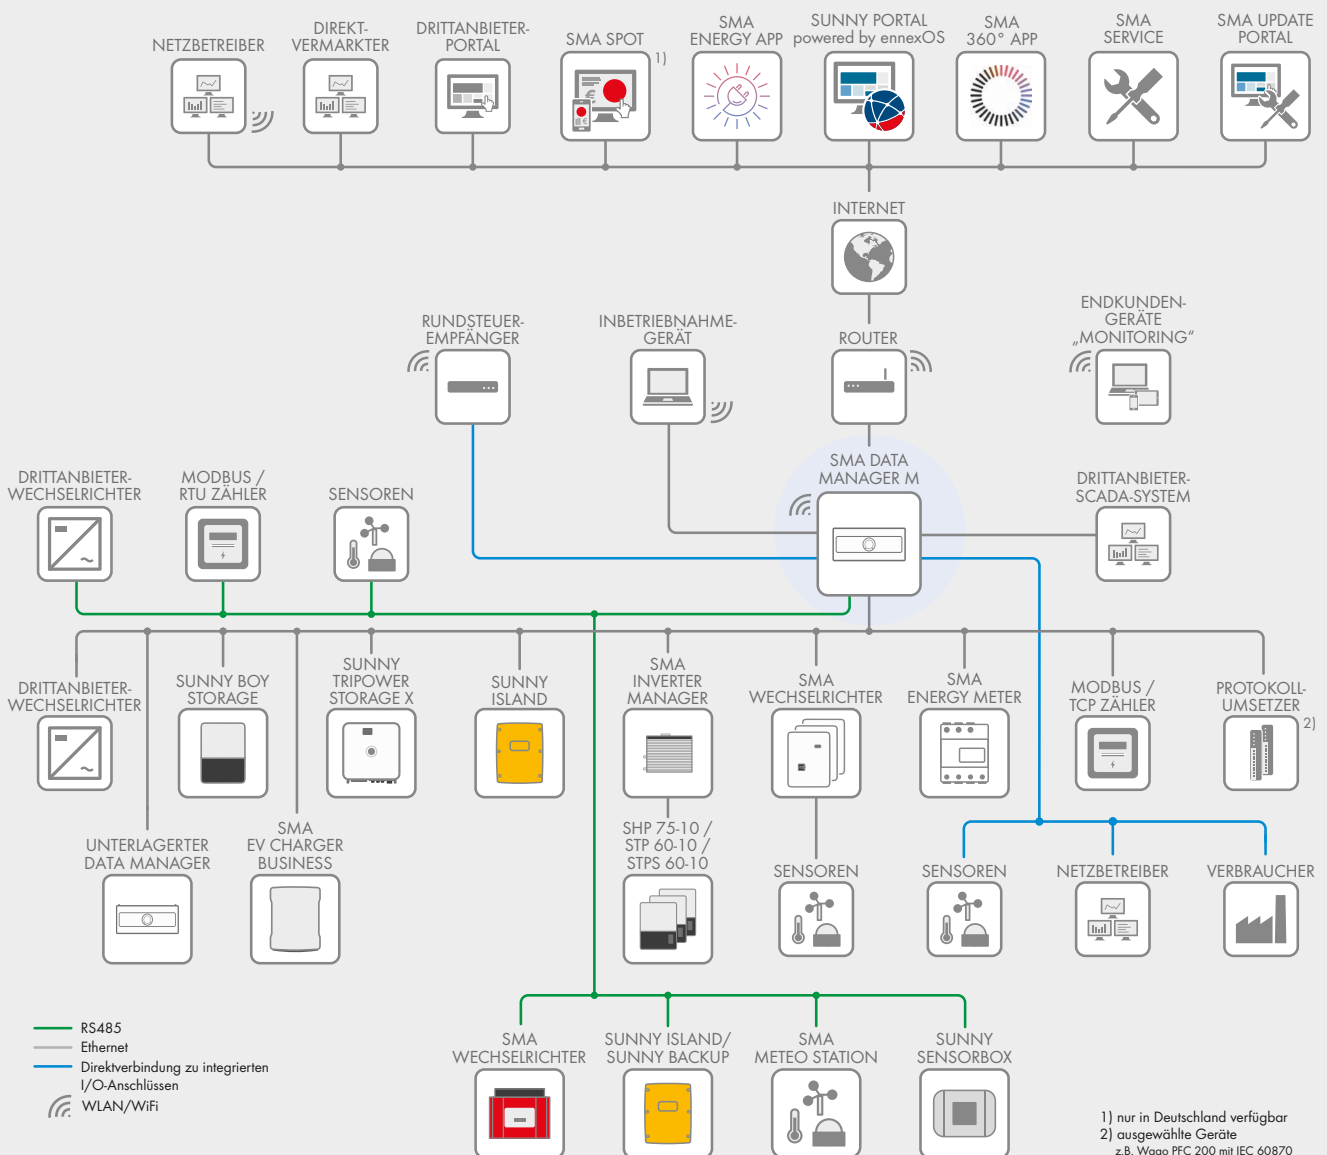 NETZBETREIBER
DIREKT-
VERMARKTER
DRITTANBIETER-
PORTAL
SMA SPOT
1)
SMA
ENERGY APP
SUNNY PORTAL
powered by ennexOS
SMA
360° APP
SMA
SERVICE
SMA UPDATE
PORTAL
INTERNET
RUNDSTEUER-
EMPFÄNGER
INBETRIEBNAHME-
GERÄT
ROUTER
ENDKUNDEN-
GERÄTE
„MONITORING“
SMA DATA
MANAGER M
DRITTANBIETER-
WECHSELRICHTER
MODBUS /
RTU ZÄHLER
SENSOREN
DRITTANBIETER-
SCADA-SYSTEM
DRITTANBIETER-
WECHSELRICHTER
SUNNY BOY
STORAGE
SUNNY
TRIPOWER
STORAGE X
SUNNY
ISLAND
SMA
INVERTER
MANAGER
SMA
WECHSELRICHTER
SMA
ENERGY METER
MODBUS /
TCP ZÄHLER
PROTOKOLL-
UMSETZER
2)
UNTERLAGERTER
DATA MANAGER
SMA
EV CHARGER
BUSINESS
SHP 75-10 /
STP 60-10 /
STPS 60-10
SENSOREN
SENSOREN
NETZBETREIBER
VERBRAUCHER
RS485
Ethernet
Direktverbindung zu integrierten
I/O-Anschlüssen
WLAN/WiFi
SMA
WECHSELRICHTER
SUNNY ISLAND/
SUNNY BACKUP
SMA
METEO STATION
SUNNY
SENSORBOX
1) nur in Deutschland verfügbar
2) ausgewählte Geräte
z.B. Wago PFC 200 mit IEC 60870